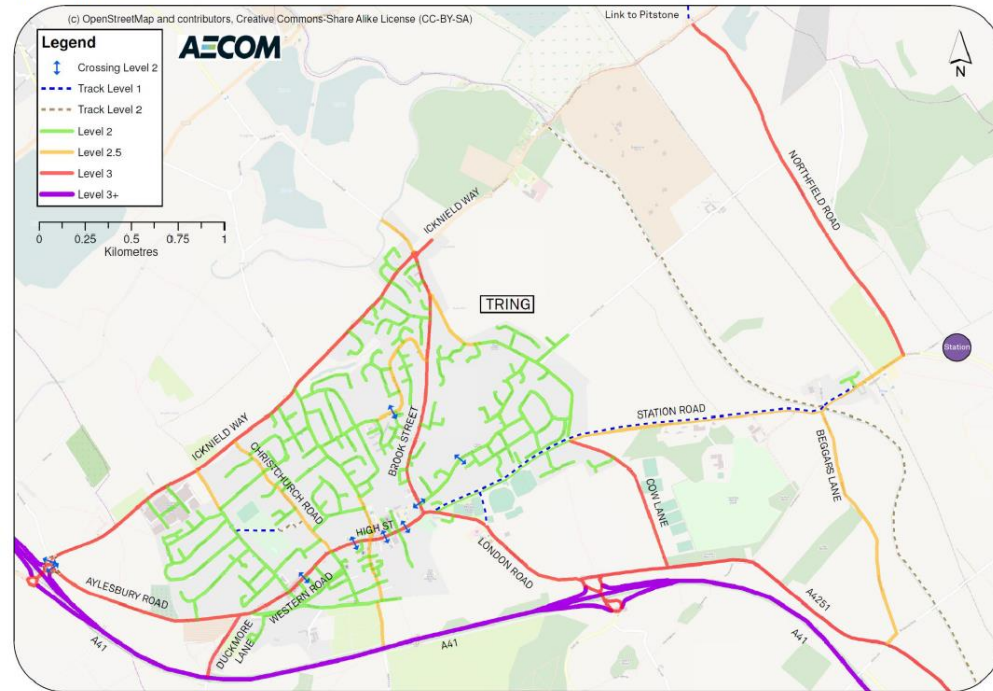 (c) OpenStreetMap and contributors, Creative Commons-Share Alike License (CC-BY-SA)
Link to Pitstone
Legend
AECOM
Crossing Level 2
Track Level 1
Track Level 2
Level 2
Level 2.5
Level 3
Level 3+
N
0 0.25 0.5 0.75 1
Kilometres
NORTHFIELD ROAD
ICKNIELD WAY
TRING
Station
STATION ROAD
BROOK STREET
ICKNIELD WAY
CHRISTCHURCH ROAD
BEGGARS LANE
COW LANE
HIGH ST
LONDON ROAD
WESTERN ROAD
AYLESBURY ROAD
A4251
DUCKMORE
LANE
A41
A41
A41